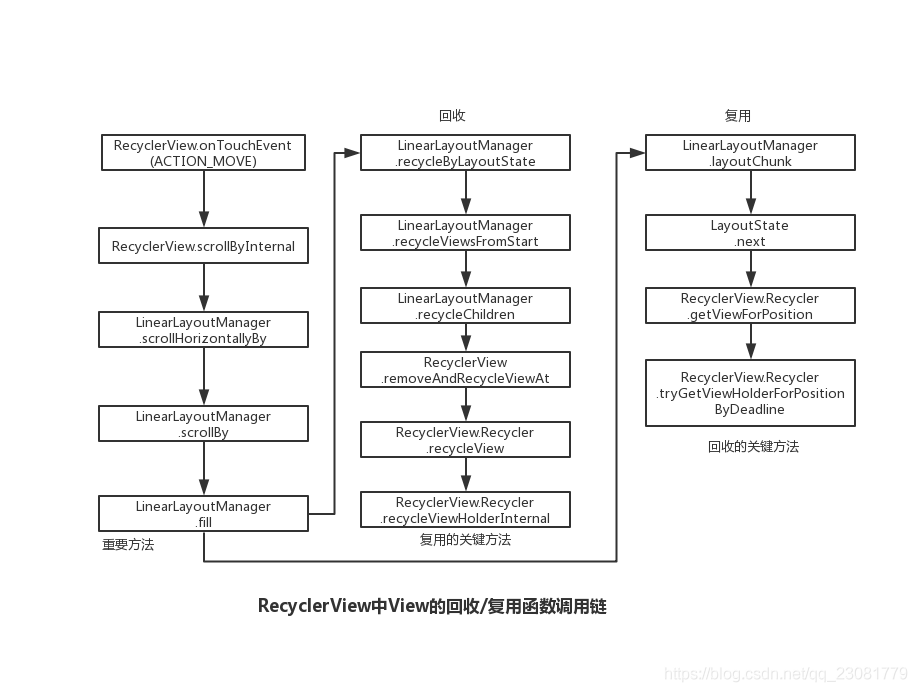 RecyclerView.onTouchEvent
(ACTION_MOVE)
RecyclerView.scrollByInternal
LinearLayoutManager
.scrollHorizontallyBy
LinearLayoutManager
.scrollBy
LinearLayoutManager
.fill
重要方法
回收
LinearLayoutManager
.recycleByLayoutState
LinearLayoutManager
.recycleViewsFromStart
LinearLayoutManager
.recycleChildren
RecyclerView
.removeAndRecycleViewAt
RecyclerView.Recycler
.recycleView
RecyclerView.Recycler
.recycleViewHolderInternal
复用的关键方法
复用
LinearLayoutManager
.layoutChunk
LayoutState
.next
RecyclerView.Recycler
.getViewForPosition
RecyclerView.Recycler
.tryGetViewHolderForPosition
ByDeadline
回收的关键方法
RecyclerView中View的回收/复用函数调用链
https://blog.csdn.net/qq_23081779